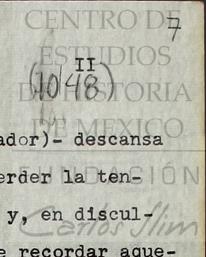 7
II
(1048)
CENTRO DE
ESTUDIOS
DE HISTORIA
DE MEXICO
FUNDACIÓN
Carlos Slim
ador)- descansa
erder la ten-
y, en discul-
e recordar aque-